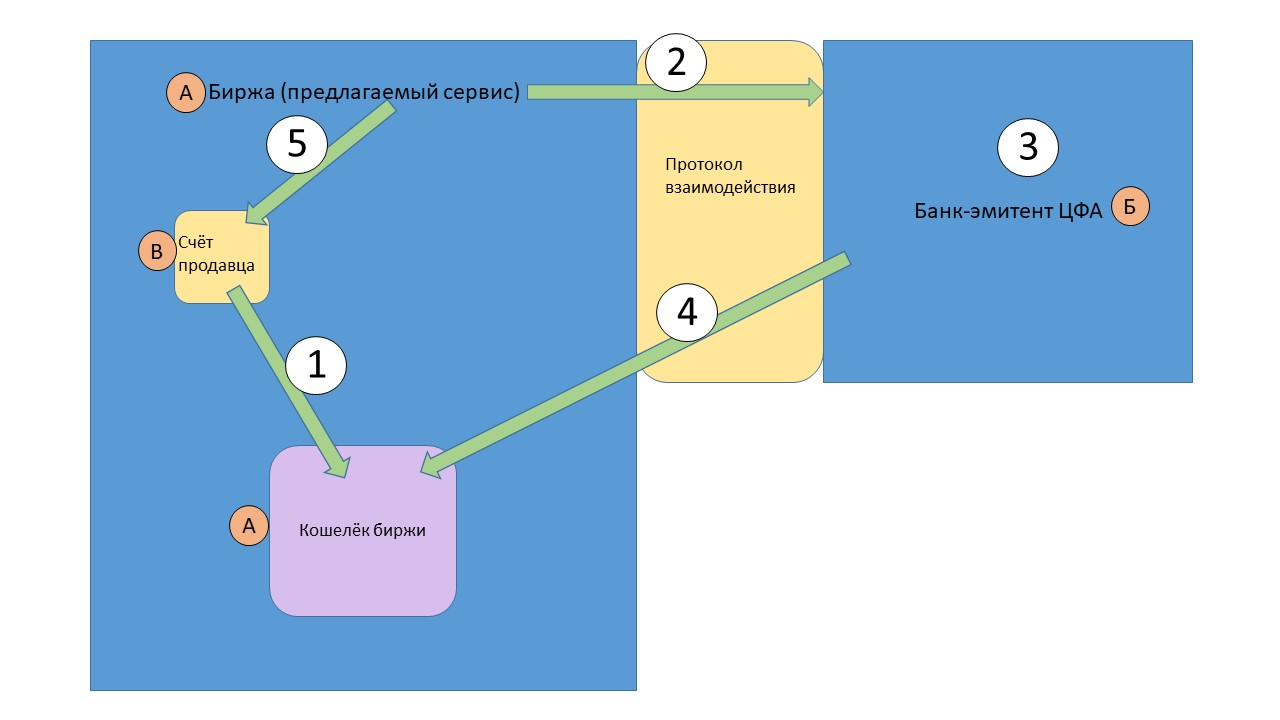 2
А Биржа (предлагаемый сервис)
5
3
Протокол
взаимодействия
Банк-эмитент ЦФА Б
В Счёт
продавца
4
1
А Кошелёк биржи